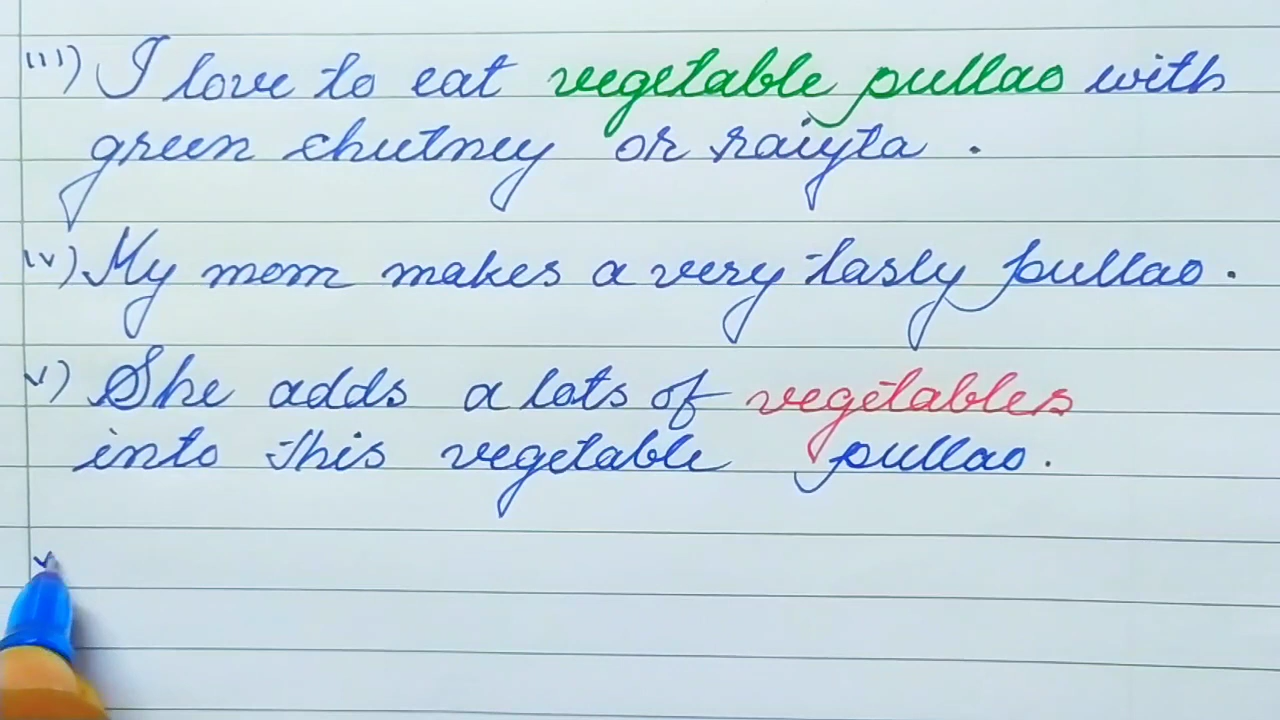 iii) I love to eat vegetable pullao with
green chutney or raiyta .
iv) My mom makes a very tasty pullao .
v) She adds a lots of vegetables
into this vegetable pullao .
v